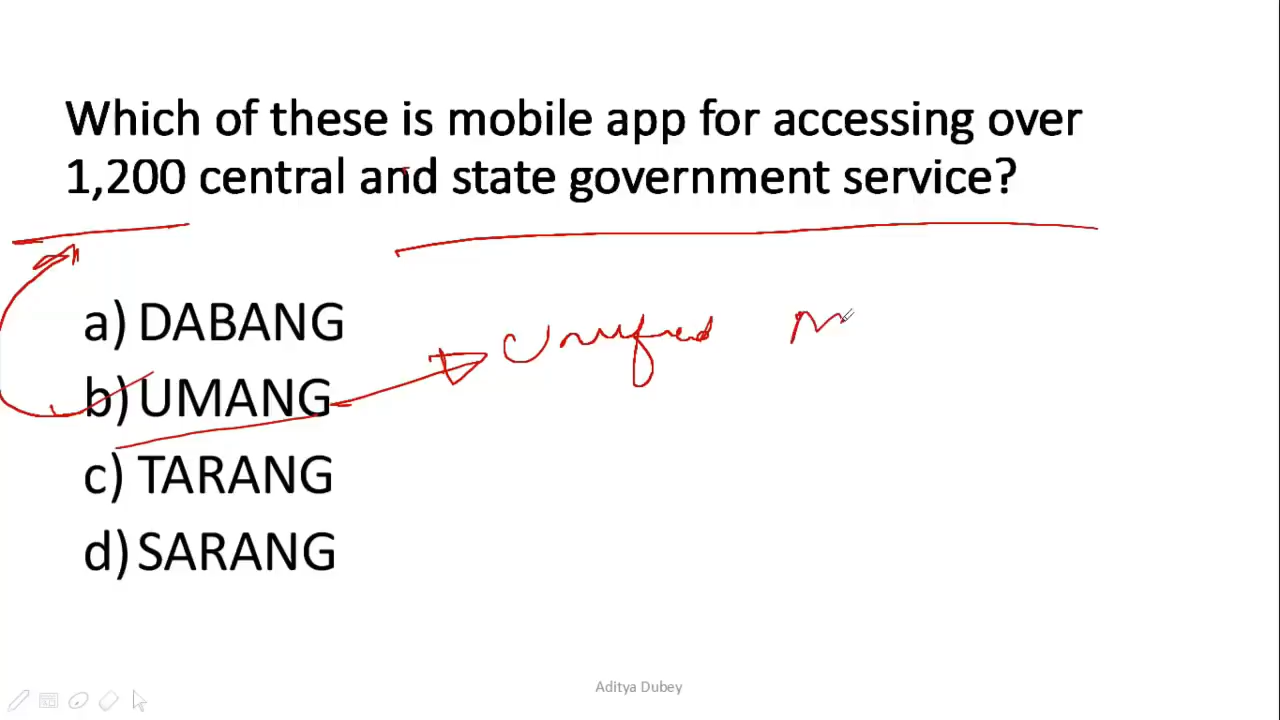 Which of these is mobile app for accessing over
1,200 central and state government service?
a) DABANG
Unified M
b) UMANG
c) TARANG
d) SARANG
Aditya Dubey